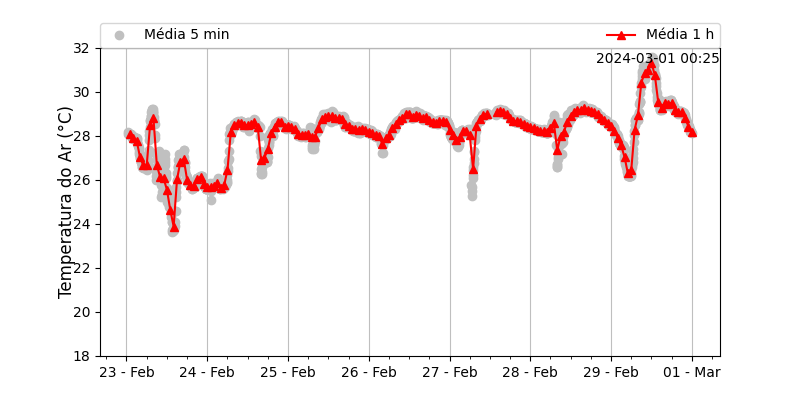 Média 5 min
Média 1 h
2024-03-01 00:25
Temperatura do Ar (°C)
32
30
28
26
24
22
20
18
23 - Feb
24 - Feb
25 - Feb
26 - Feb
27 - Feb
28 - Feb
29 - Feb
01 - Mar